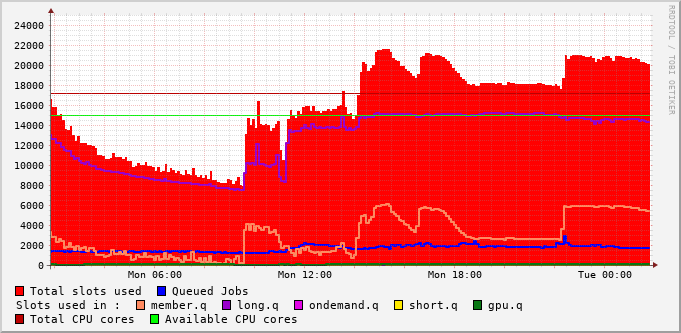 24000
22000
20000
18000
16000
14000
12000
10000
8000
6000
4000
2000
0
Mon 06:00 Mon 12:00 Mon 18:00 Tue 00:00
Total slots used Queued Jobs
Slots used in : member.q long.q ondemand.q short.q gpu.q
Total CPU cores Available CPU cores
RRDTOOL / TOBI OETIKER